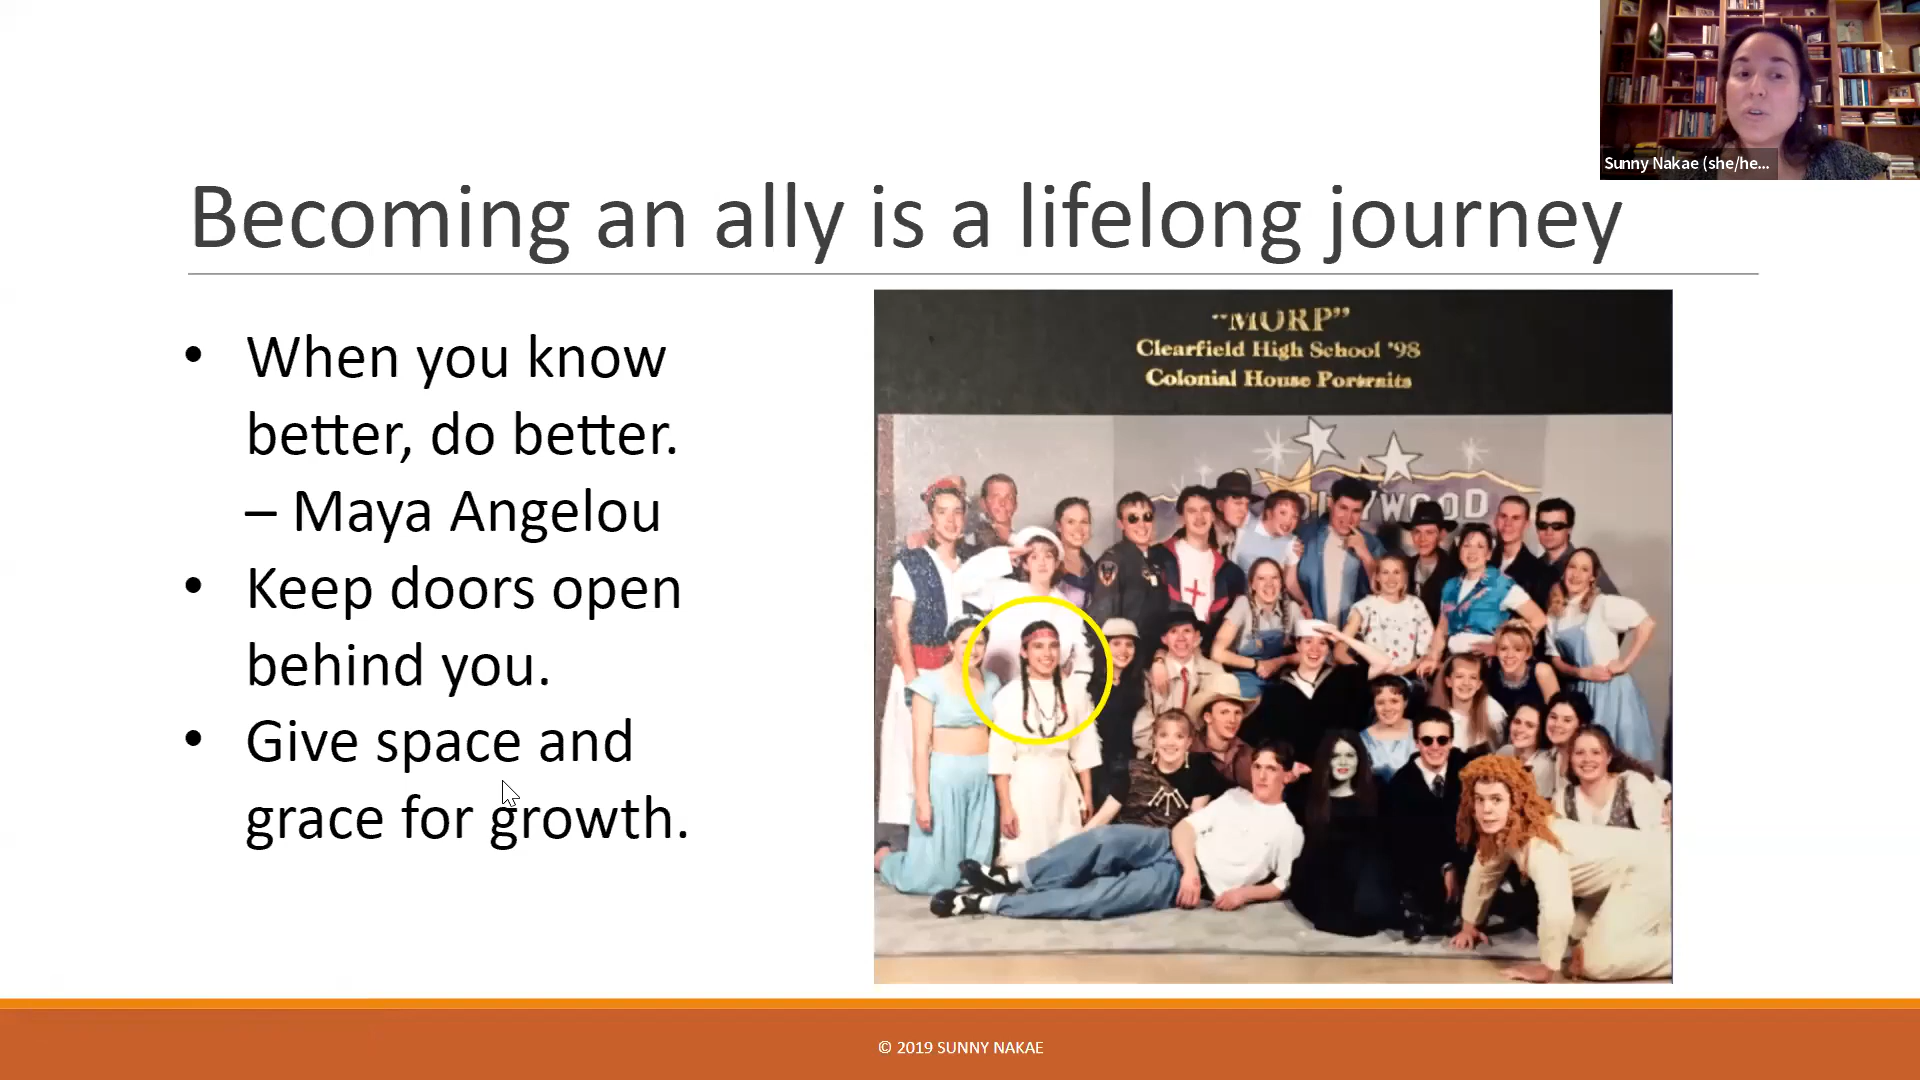 Sunny Nakae (she/he...
Becoming an ally is a lifelong journey
• When you know
better, do better.
– Maya Angelou
• Keep doors open
behind you.
• Give space and
grace for growth.
"MORP"
Clearfield High School '98
Colonial House Portraits
WOOD
© 2019 SUNNY NAKAE